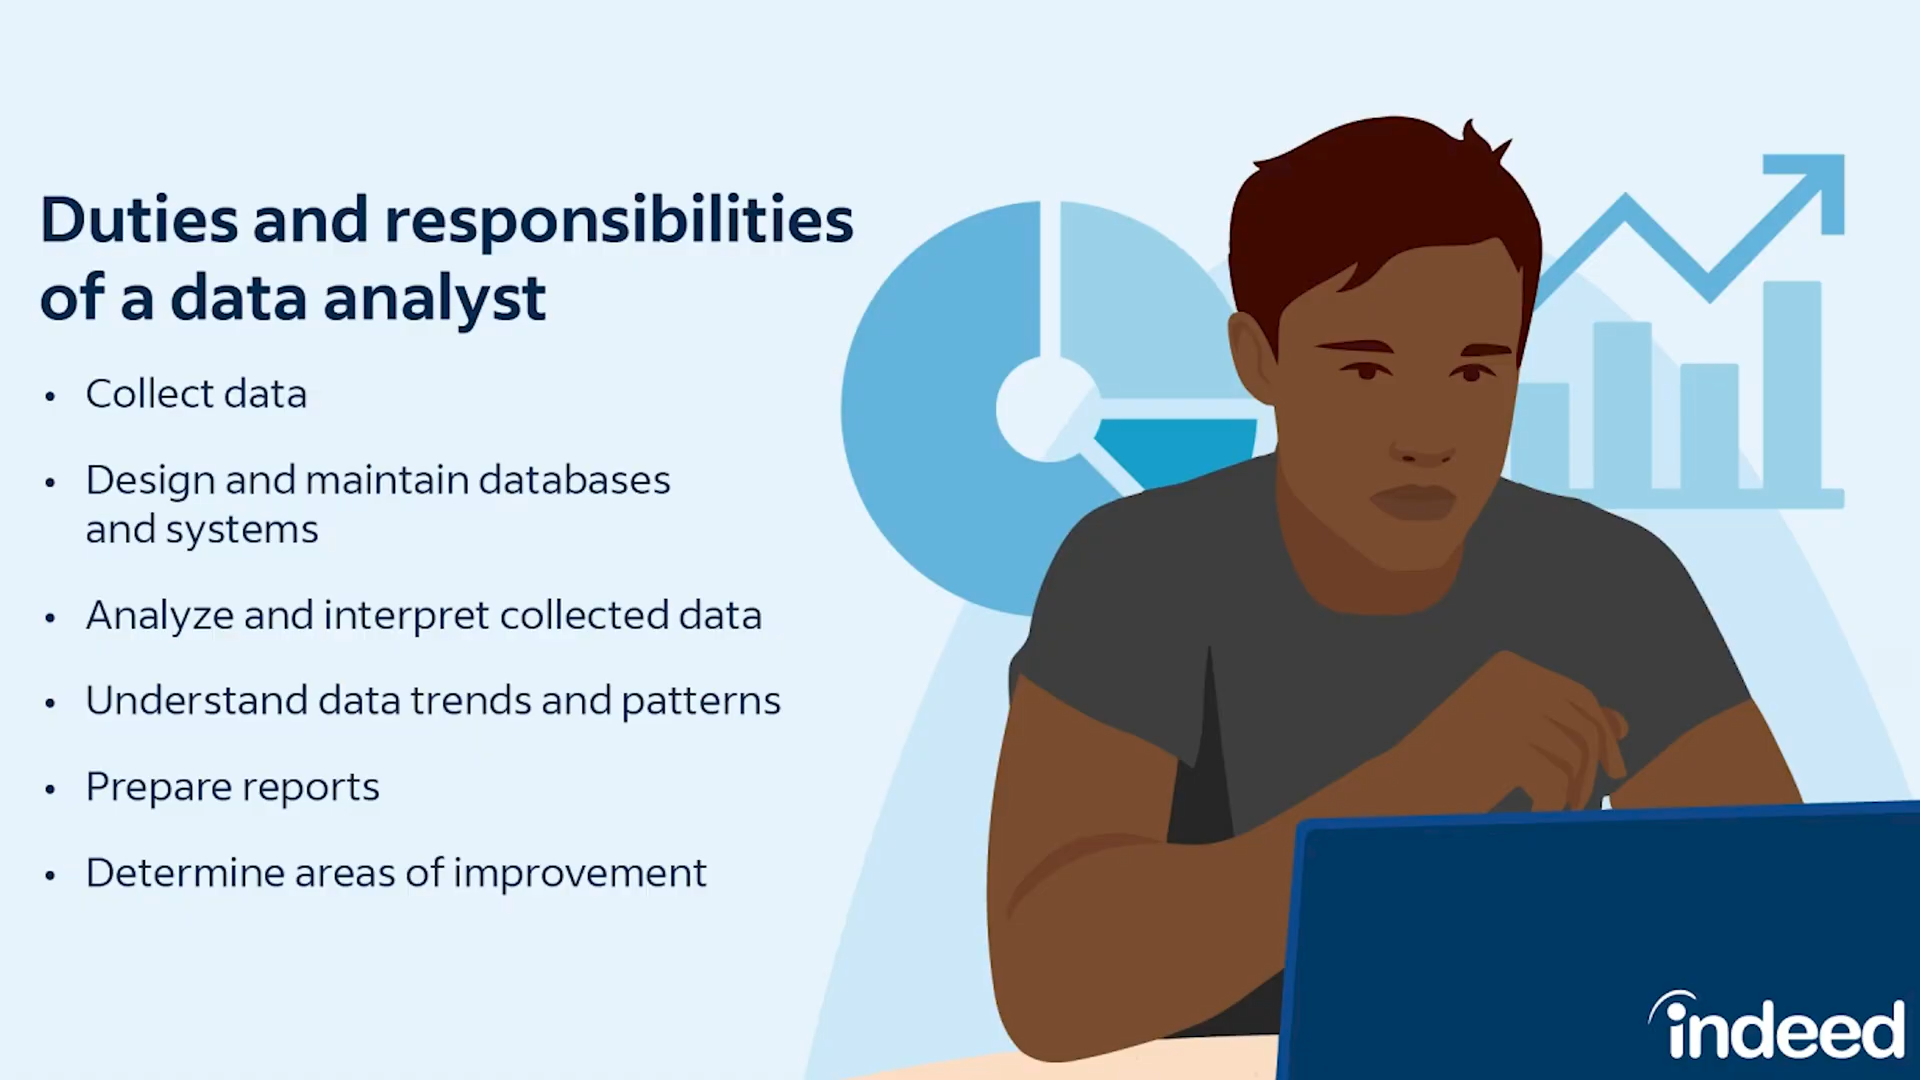 Duties and responsibilities
of a data analyst
• Collect data
• Design and maintain databases
and systems
• Analyze and interpret collected data
• Understand data trends and patterns
• Prepare reports
• Determine areas of improvement
indeed